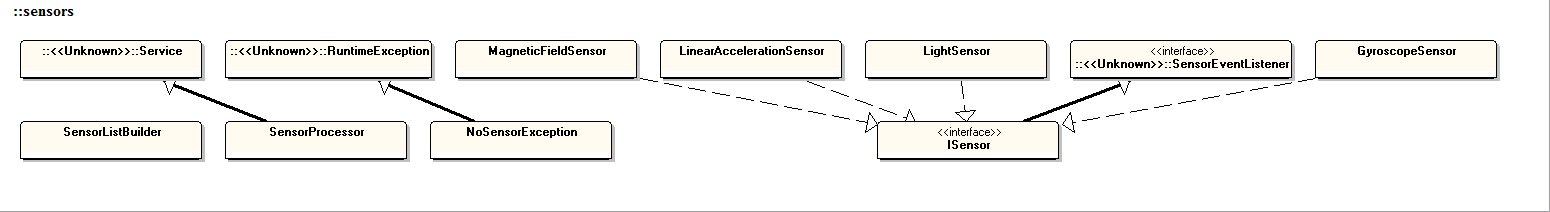 ::sensors
::<<Unknown>>::Service
::<<Unknown>>::RuntimeException
MagneticFieldSensor
LinearAccelerationSensor
LightSensor
<<interface>>
::<<Unknown>>::SensorEventListener
GyroscopeSensor
SensorListBuilder
SensorProcessor
NoSensorException
<<interface>>
ISensor